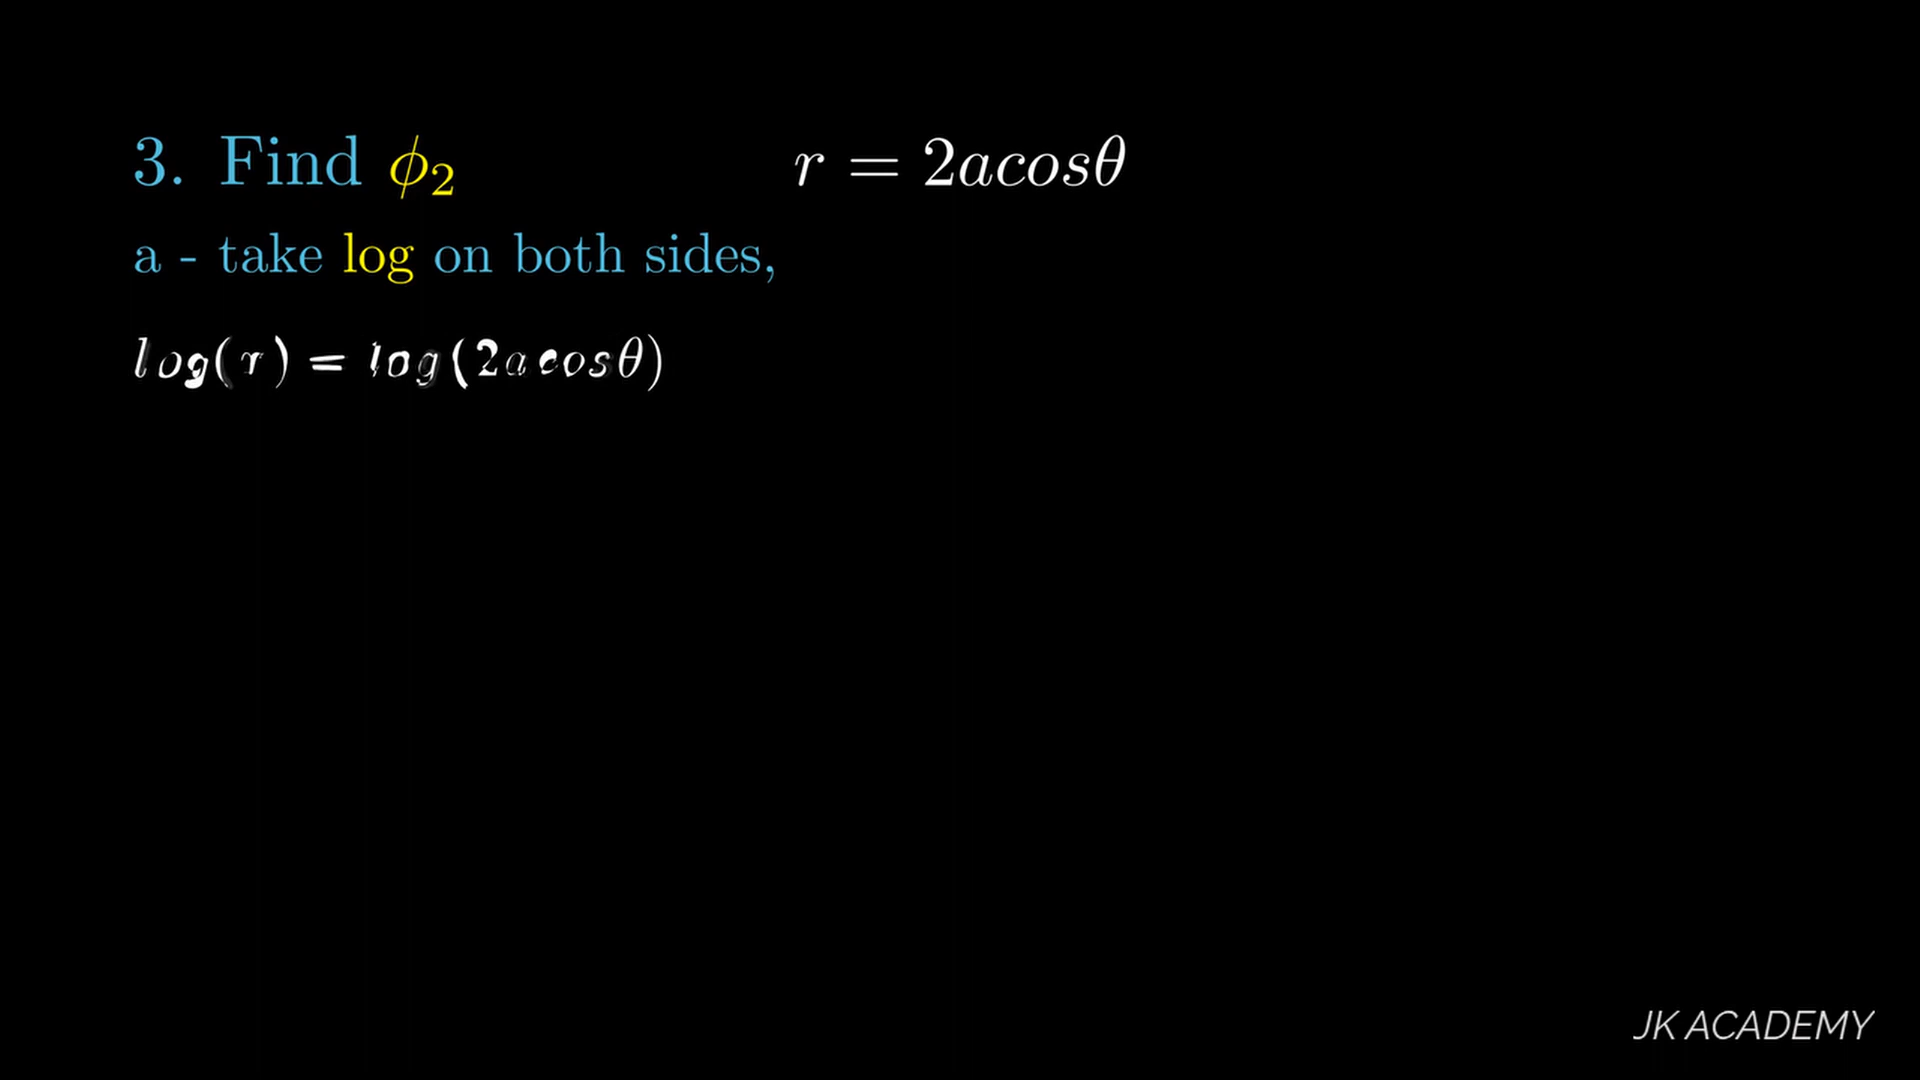 3. Find ϕ₂
r = 2acosθ
a - take log on both sides,
log(r) = log(2acosθ)
JK ACADEMY